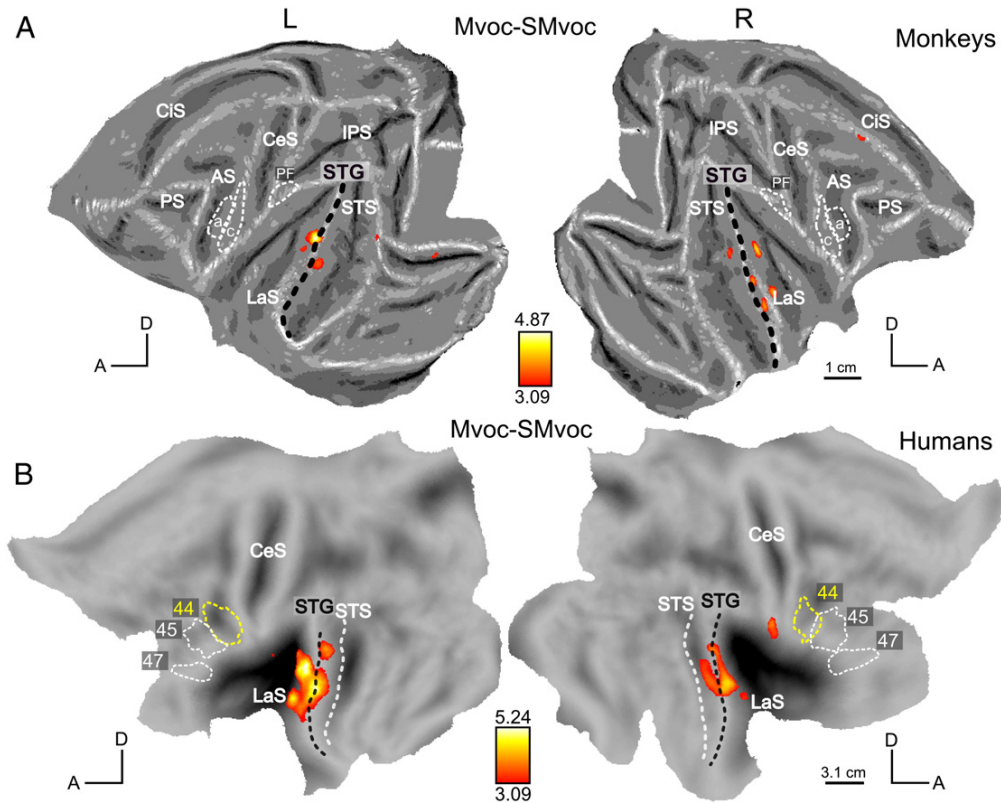 A
L
Mvoc-SMvoc
R
Monkeys
CiS
CeS
IPS
PF
STG
AS
STS
PS
a
c
LaS
D
A
4.87
3.09
CiS
IPS
CeS
STG
PF
AS
STS
PS
a
c
LaS
D
A
1 cm
Mvoc-SMvoc
Humans
B
CeS
44
45
47
STG
STS
LaS
D
A
5.24
3.09
CeS
STS
STG
44
45
47
LaS
D
A
3.1 cm